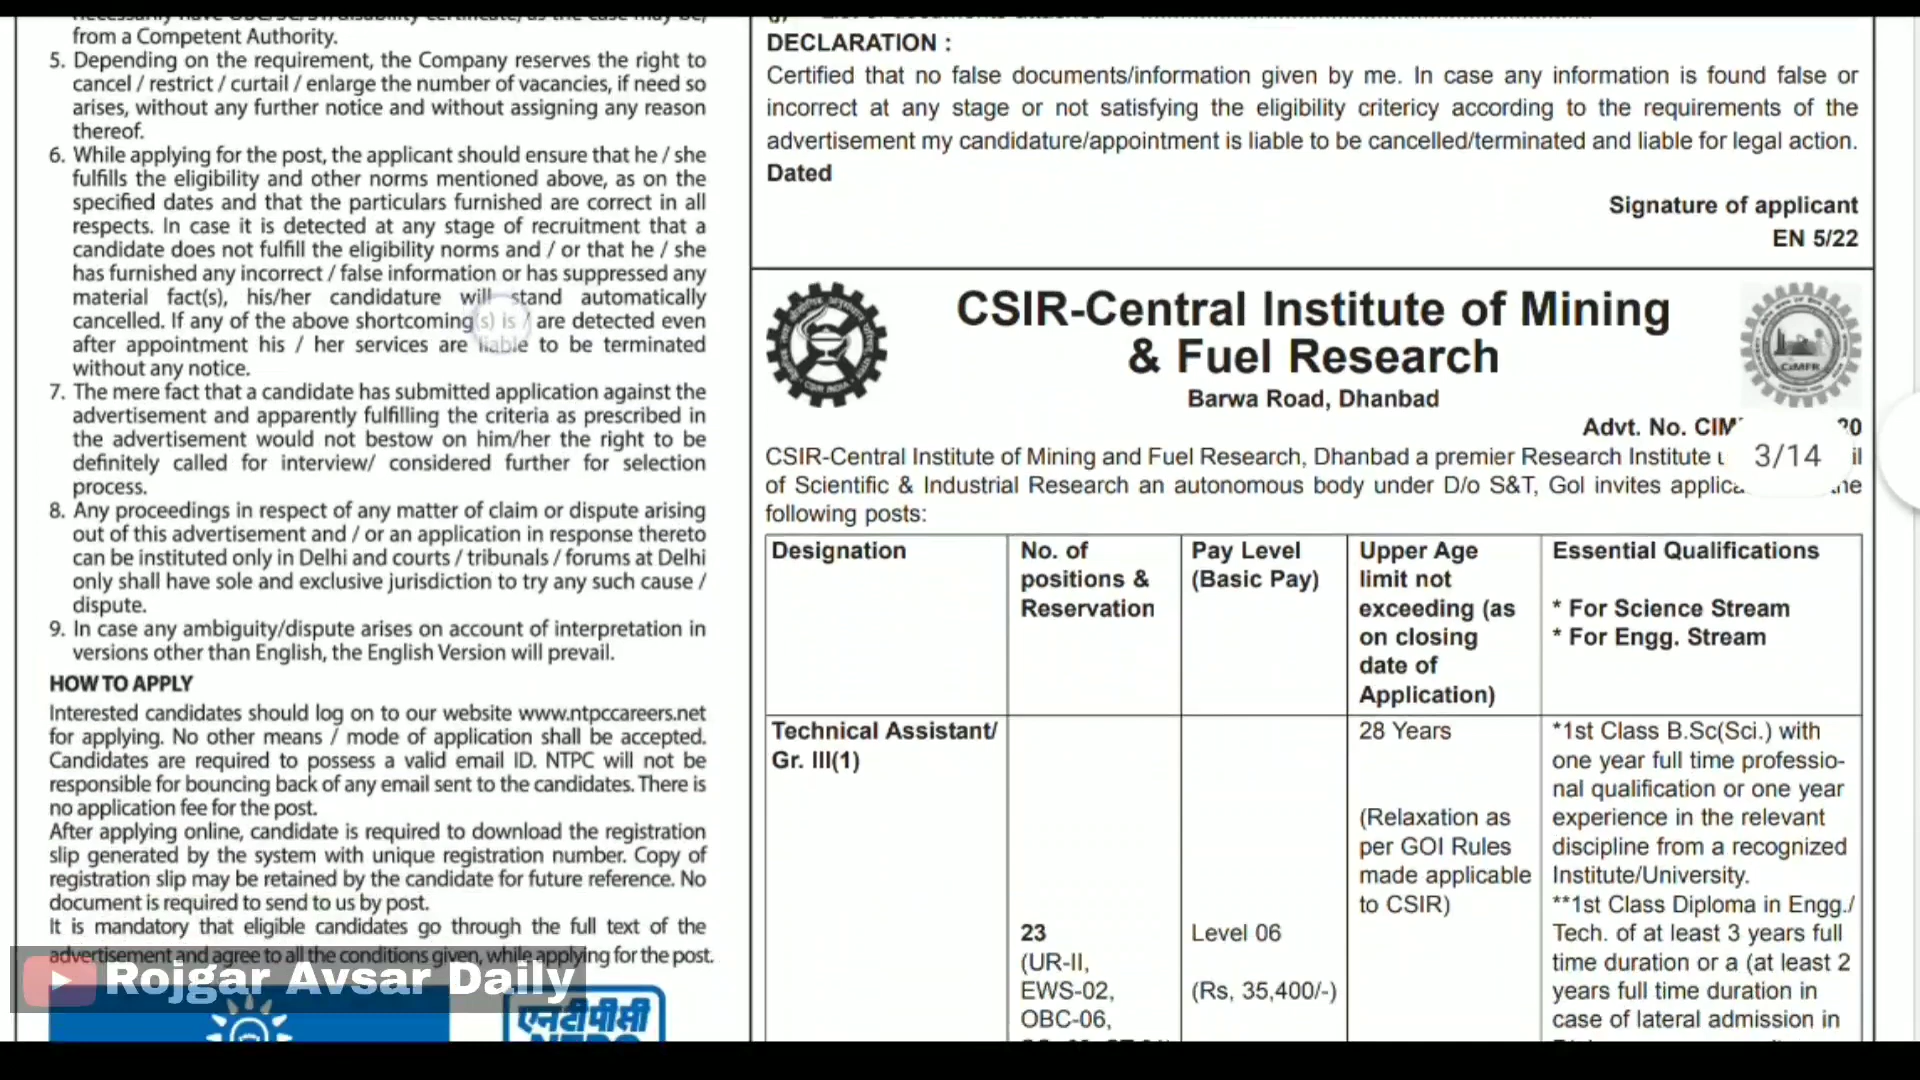 from a Competent Authority.
5. Depending on the requirement, the Company reserves the right to
cancel / restrict / curtail / enlarge the number of vacancies, if need so
arises, without any further notice and without assigning any reason
thereof.
6. While applying for the post, the applicant should ensure that he / she
fulfills the eligibility and other norms mentioned above, as on the
specified dates and that the particulars furnished are correct in all
respects. In case it is detected at any stage of recruitment that a
candidate does not fulfill the eligibility norms and / or that he / she
has furnished any incorrect / false information or has suppressed any
material fact(s), his/her candidature will stand automatically
cancelled. If any of the above shortcoming(s) is / are detected even
after appointment his / her services are liable to be terminated
without any notice.
7. The mere fact that a candidate has submitted application against the
advertisement and apparently fulfilling the criteria as prescribed in
the advertisement would not bestow on him/her the right to be
definitely called for interview/ considered further for selection
process.
8. Any proceedings in respect of any matter of claim or dispute arising
out of this advertisement and / or an application in response thereto
can be instituted only in Delhi and courts / tribunals / forums at Delhi
only shall have sole and exclusive jurisdiction to try any such cause /
dispute.
9. In case any ambiguity/dispute arises on account of interpretation in
versions other than English, the English Version will prevail.
HOW TO APPLY
Interested candidates should log on to our website www.ntpccareers.net
for applying. No other means / mode of application shall be accepted.
Candidates are required to possess a valid email ID. NTPC will not be
responsible for bouncing back of any email sent to the candidates. There is
no application fee for the post.
After applying online, candidate is required to download the registration
slip generated by the system with unique registration number. Copy of
registration slip may be retained by the candidate for future reference. No
document is required to send to us by post.
It is mandatory that eligible candidates go through the full text of the
advertisement and agree to all the conditions given, while applying for the post.
Rojgar Avsar Daily
एनटीपीसी
DECLARATION :
Certified that no false documents/information given by me. In case any information is found false or
incorrect at any stage or not satisfying the eligibility critericy according to the requirements of the
advertisement my candidature/appointment is liable to be cancelled/terminated and liable for legal action.
Dated
Signature of applicant
EN 5/22
CSIR-Central Institute of Mining
& Fuel Research
Barwa Road, Dhanbad
CIMFR
Advt. No.
3/14
CSIR-Central Institute of Mining and Fuel Research, Dhanbad a premier Research Institute
of Scientific & Industrial Research an autonomous body under D/o S&T, GoI invites
following posts:
Designation
No. of
positions &
Reservation
Pay Level
(Basic Pay)
Upper Age
limit not
exceeding (as
on closing
date of
Application)
Essential Qualifications
* For Science Stream
* For Engg. Stream
Technical Assistant/
Gr. III(1)
23
(UR-II,
EWS-02,
OBC-06,
Level 06
(Rs, 35,400/-)
28 Years
(Relaxation as
per GOI Rules
made applicable
to CSIR)
*1st Class B.Sc(Sci.) with
one year full time professio-
nal qualification or one year
experience in the relevant
discipline from a recognized
Institute/University.
**1st Class Diploma in Engg./
Tech. of at least 3 years full
time duration or a (at least 2
years full time duration in
case of lateral admission in